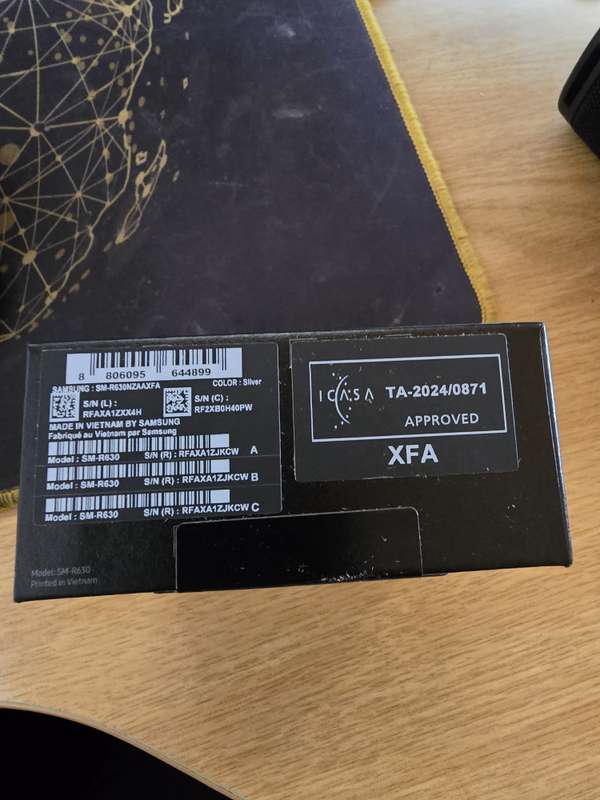 8 806095 644899
SAMSUNG : SM-R630NZAAXFA COLOR : Silver
S/N (L) :
RFAXA1ZXX4H
S/N (C) :
RF2XB0H40PW
MADE IN VIETNAM BY SAMSUNG
Fabriqué au Vietnam par Samsung
Model : SM-R630 S/N (R) : RFAXA1ZJKCW A
Model : SM-R630 S/N (R) : RFAXA1ZJKCW B
Model : SM-R630 S/N (R) : RFAXA1ZJKCW C
ICASA TA-2024/0871
APPROVED
XFA
Model: SM-R630
Printed in Vietnam